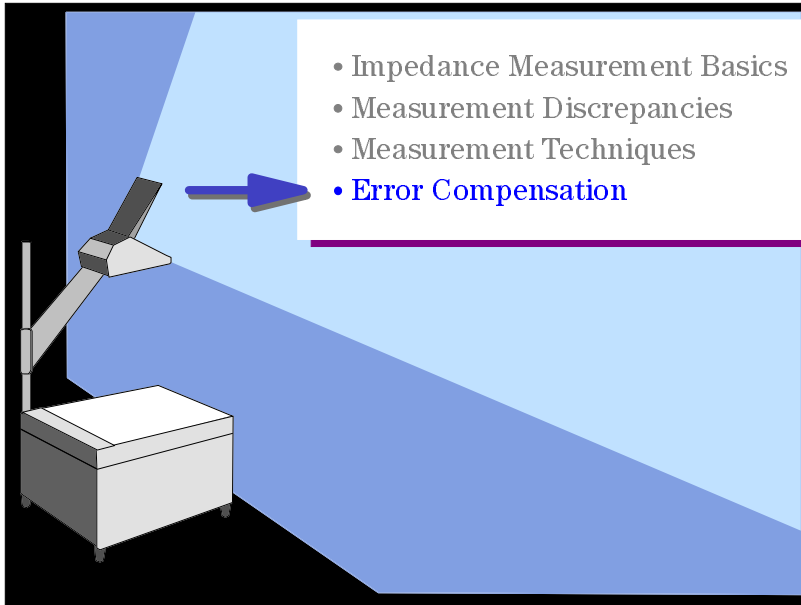 • Impedance Measurement Basics
• Measurement Discrepancies
• Measurement Techniques
• Error Compensation